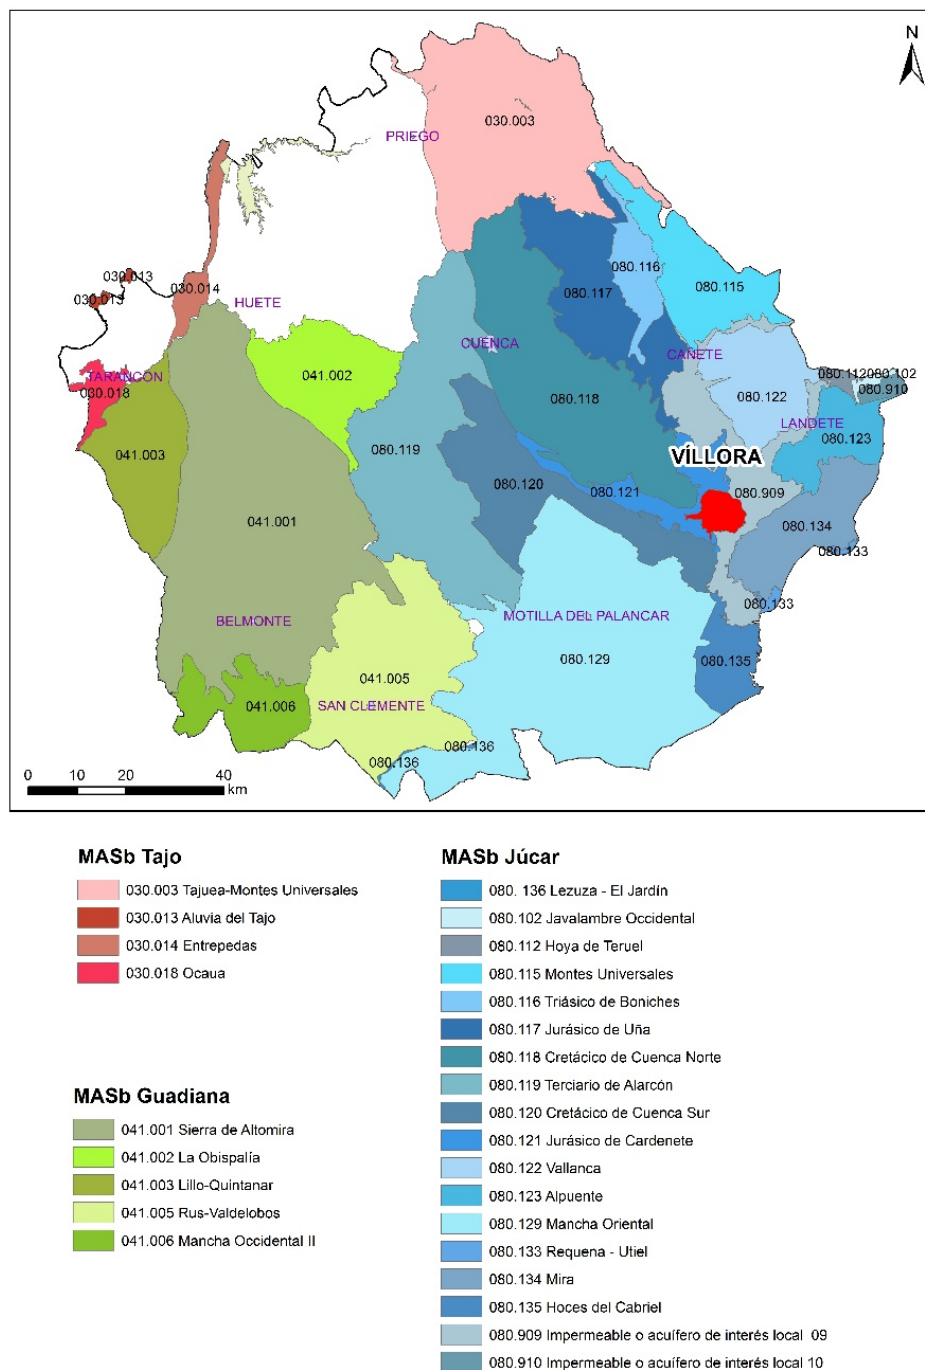 N
030.003
PRIEGO
080.116
030.013
030.013
030.014
080.117
080.115
HUETE
CUENCA
CAÑETE
TARANCÓN
030.018
041.002
080.112
080.102
080.910
080.122
080.118
LANDETE
080.123
041.003
080.119
VÍLLORA
080.120
080.121
080.909
041.001
080.134
080.133
080.133
BELMONTE
MOTILLA DEL PALANCAR
080.129
080.135
041.005
041.006
SAN CLEMENTE
080.136
080.136
0 10 20 40
km
MASb Tajo
030.003 Tajuea-Montes Universales
030.013 Aluvia del Tajo
030.014 Entrepedas
030.018 Ocaua
MASb Guadiana
041.001 Sierra de Altomira
041.002 La Obispalía
041.003 Lillo-Quintanar
041.005 Rus-Valdelobos
041.006 Mancha Occidental II
MASb Júcar
080. 136 Lezuza - El Jardín
080.102 Javalambre Occidental
080.112 Hoya de Teruel
080.115 Montes Universales
080.116 Triásico de Boniches
080.117 Jurásico de Uña
080.118 Cretácico de Cuenca Norte
080.119 Terciario de Alarcón
080.120 Cretácico de Cuenca Sur
080.121 Jurásico de Cardenete
080.122 Vallanca
080.123 Alpuente
080.129 Mancha Oriental
080.133 Requena - Utiel
080.134 Mira
080.135 Hoces del Cabriel
080.909 Impermeable o acuífero de interés local 09
080.910 Impermeable o acuífero de interés local 10